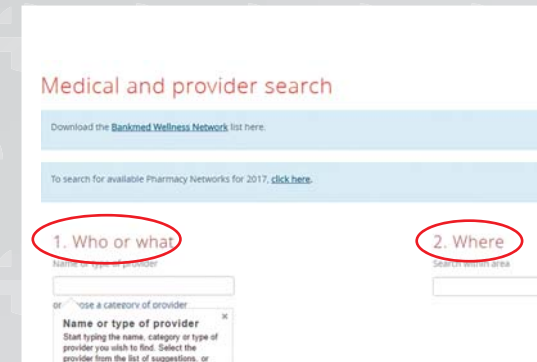 Medical and provider search
Download the Bankmed Wellness Network list here.
To search for available Pharmacy Networks for 2017, click here.
1. Who or what
2. Where
Name or type of provider
Search within area
or choose a category of provider
Name or type of provider
Start typing the name, category or type of
provider you wish to find. Select the
provider from the list of suggestions, or